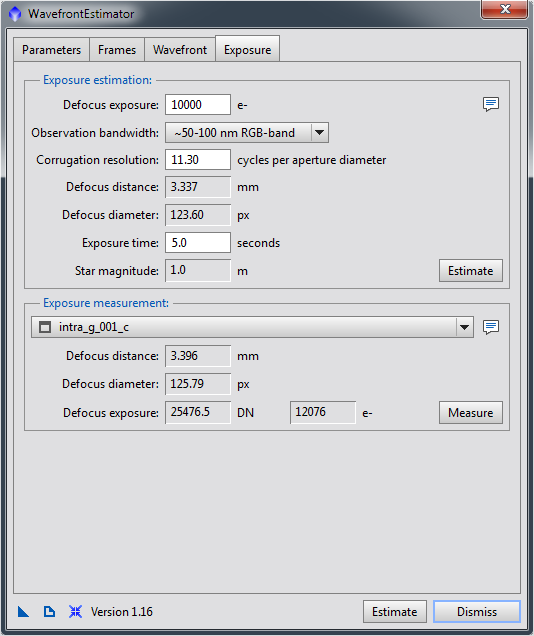 WavefrontEstimator
Parameters Frames Wavefront Exposure
Exposure estimation:
Defocus exposure: 10000 e-
Observation bandwidth: ~50-100 nm RGB-band
Corrugation resolution: 11.30 cycles per aperture diameter
Defocus distance: 3.337 mm
Defocus diameter: 123.60 px
Exposure time: 5.0 seconds
Star magnitude: 1.0 m Estimate
Exposure measurement:
intra_g_001_c
Defocus distance: 3.396 mm
Defocus diameter: 125.79 px
Defocus exposure: 25476.5 DN 12076 e- Measure
Version 1.16 Estimate Dismiss